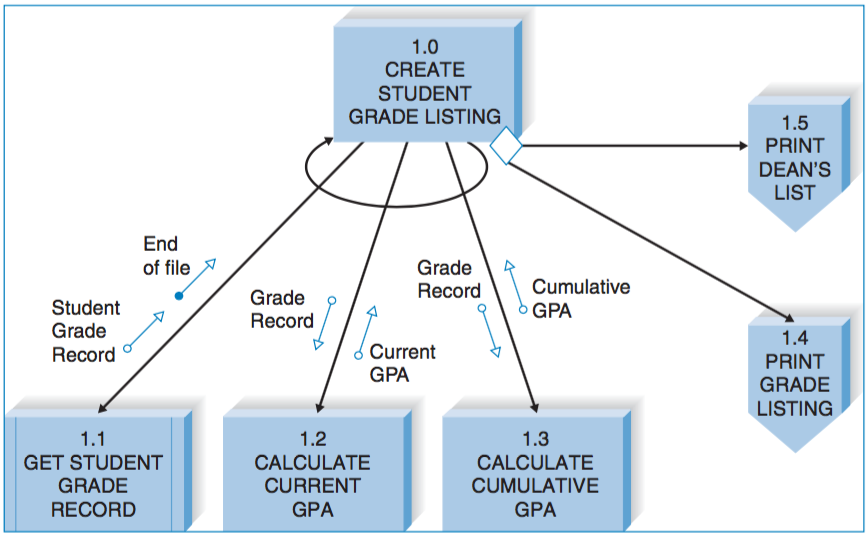 1.0
CREATE
STUDENT
GRADE LISTING
1.5
PRINT
DEAN'S
LIST
End
of file
Student
Grade
Record
Grade
Record
Current
GPA
Grade
Record
Cumulative
GPA
1.4
PRINT
GRADE
LISTING
1.1
GET STUDENT
GRADE
RECORD
1.2
CALCULATE
CURRENT
GPA
1.3
CALCULATE
CUMULATIVE
GPA